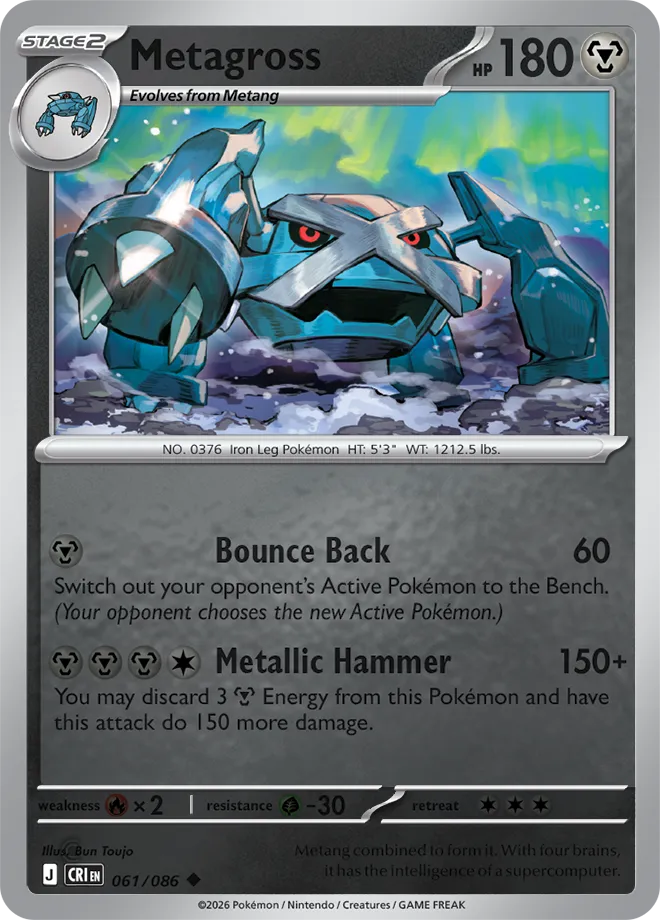 STAGE2
Metagross
HP 180
Evolves from Metang
NO. 0376 Iron Leg Pokémon HT: 5'3" WT: 1212.5 lbs.
Bounce Back 60
Switch out your opponent's Active Pokémon to the Bench.
(Your opponent chooses the new Active Pokémon.)
Metallic Hammer 150+
You may discard 3 Energy from this Pokémon and have
this attack do 150 more damage.
weakness ×2 resistance -30 retreat
Illus. Bun Toujo
Metang combined to form it. With four brains,
it has the intelligence of a supercomputer.
J CRI EN 061/086
©2026 Pokémon / Nintendo / Creatures / GAME FREAK